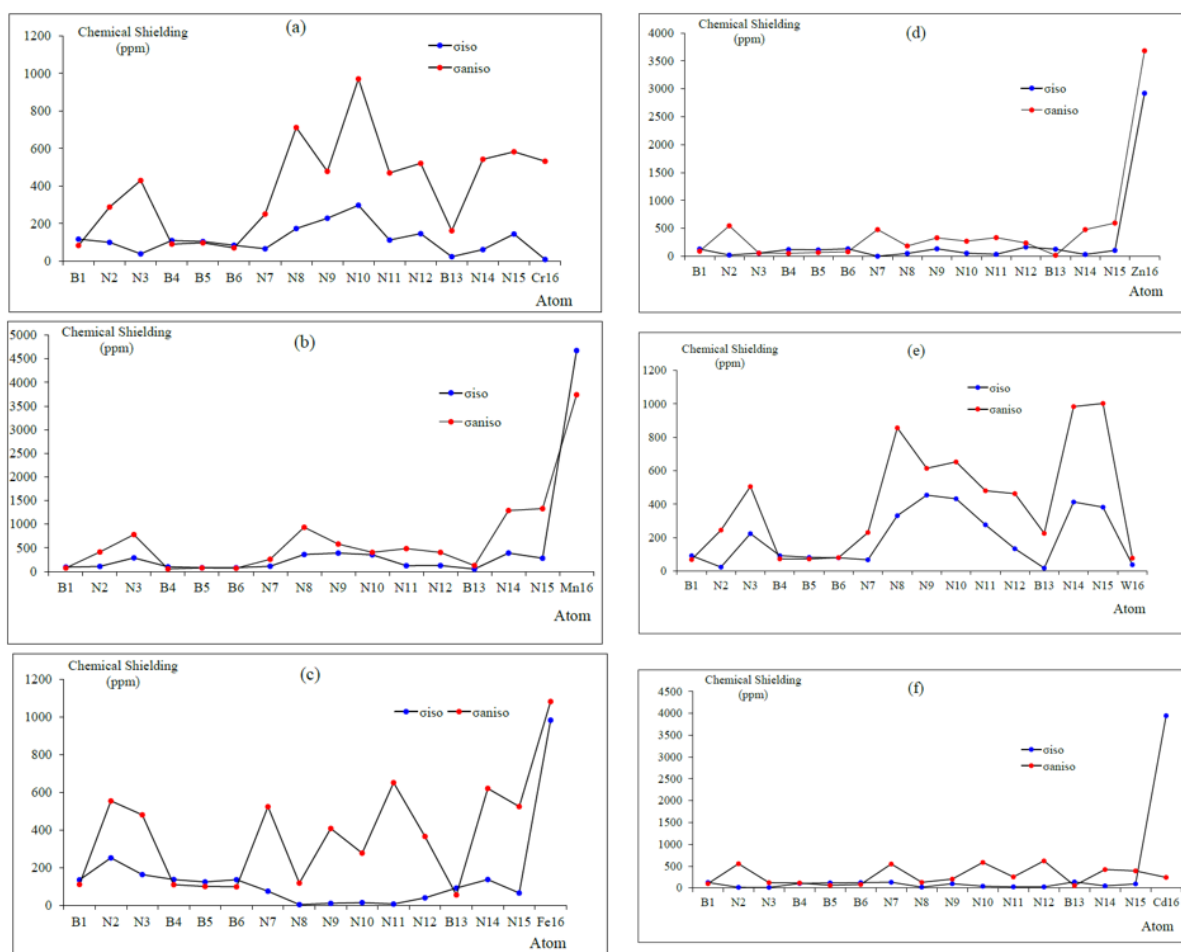 Chemical Shielding
(ppm)
(a)
σiso
σaniso
1200
1000
800
600
400
200
0
B1 N2 N3 B4 B5 B6 N7 N8 N9 N10 N11 N12 B13 N14 N15 Cr16
Atom
Chemical Shielding
(ppm)
(b)
σiso
σaniso
5000
4500
4000
3500
3000
2500
2000
1500
1000
500
0
B1 N2 N3 B4 B5 B6 N7 N8 N9 N10 N11 N12 B13 N14 N15 Mn16
Atom
Chemical Shielding
(ppm)
(c)
σiso σaniso
1200
1000
800
600
400
200
0
B1 N2 N3 B4 B5 B6 N7 N8 N9 N10 N11 N12 B13 N14 N15 Fe16
Atom
Chemical Shielding
(ppm)
(d)
σiso
σaniso
4000
3500
3000
2500
2000
1500
1000
500
0
B1 N2 N3 B4 B5 B6 N7 N8 N9 N10 N11 N12 B13 N14 N15 Zn16
Atom
Chemical Shielding
(ppm)
(e)
σiso
σaniso
1200
1000
800
600
400
200
0
B1 N2 N3 B4 B5 B6 N7 N8 N9 N10 N11 N12 B13 N14 N15 W16
Atom
Chemical Shielding
(ppm)
(f)
σiso
σaniso
4500
4000
3500
3000
2500
2000
1500
1000
500
0
B1 N2 N3 B4 B5 B6 N7 N8 N9 N10 N11 N12 B13 N14 N15 Cd16
Atom